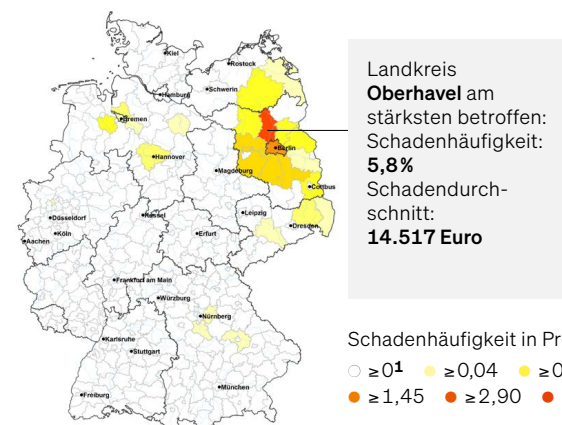 Kiel
Rostock
Hamburg
Schwerin
Bremen
Hannover
Berlin
Magdeburg
Cottbus
Düsseldorf
Köln
Aachen
Kassel
Leipzig
Dresden
Erfurt
Frankfurt am Main
Würzburg
Nürnberg
Karlsruhe
Stuttgart
München
Freiburg
Landkreis
Oberhavel am
stärksten betroffen:
Schadenhäufigkeit:
5,8%
Schadendurch-
schnitt:
14.517 Euro
Schadenhäufigkeit in Pr
≥0¹ ≥0,04 ≥0
≥1,45 ≥2,90